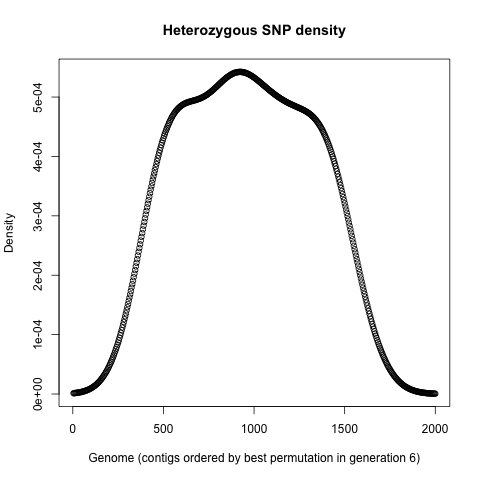 Heterozygous SNP density
Density
5e-04
4e-04
3e-04
2e-04
1e-04
0e+00
0 500 1000 1500 2000
Genome (contigs ordered by best permutation in generation 6)